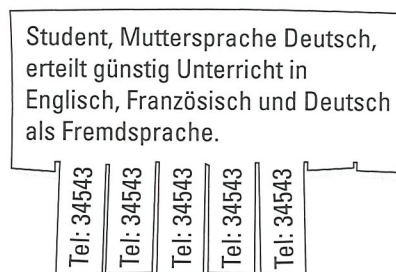 Student, Muttersprache Deutsch,
erteilt günstig Unterricht in
Englisch, Französisch und Deutsch
als Fremdsprache.
Tel: 34543
Tel: 34543
Tel: 34543
Tel: 34543
Tel: 34543